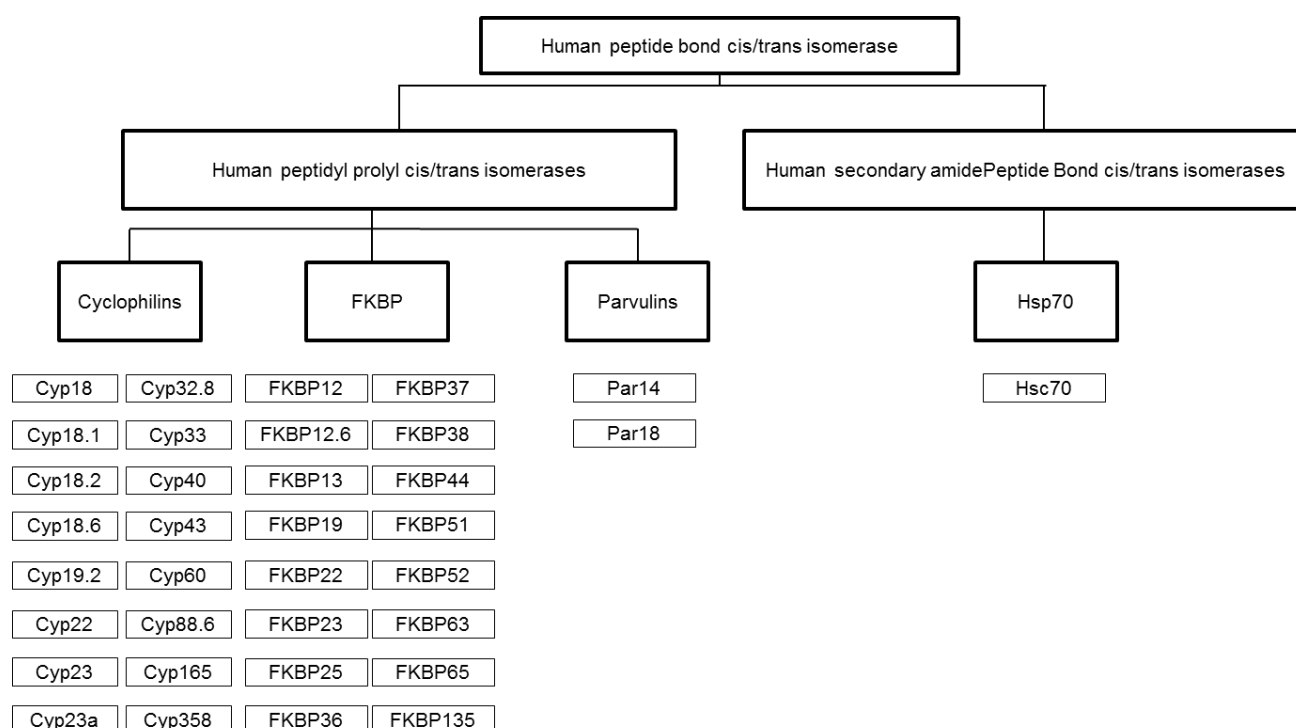 Human peptide bond cis/trans isomerase
Human peptidyl prolyl cis/trans isomerases
Human secondary amidePeptide Bond cis/trans isomerases
Cyclophilins
FKBP
Parvulins
Hsp70
Cyp18
Cyp32.8
FKBP12
FKBP37
Par14
Hsc70
Cyp18.1
Cyp33
FKBP12.6
FKBP38
Par18
Cyp18.2
Cyp40
FKBP13
FKBP44
Cyp18.6
Cyp43
FKBP19
FKBP51
Cyp19.2
Cyp60
FKBP22
FKBP52
Cyp22
Cyp88.6
FKBP23
FKBP63
Cyp23
Cyp165
FKBP25
FKBP65
Cyp23a
Cyp358
FKBP36
FKBP135